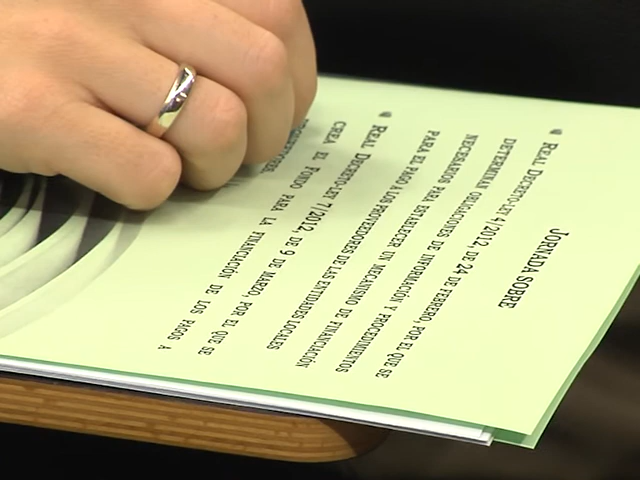 JORNADA SOBRE
REAL DECRETO-LEY 4/2012, DE 24 DE FEBRERO, POR EL QUE SE
DETERMINAN OBLIGACIONES DE INFORMACIÓN Y PROCEDIMIENTOS
NECESARIOS PARA ESTABLECER UN MECANISMO DE FINANCIACIÓN
PARA EL PAGO A LOS PROVEEDORES DE LAS ENTIDADES LOCALES
REAL DECRETO-LEY 7/2012, DE 9 DE MARZO, POR EL QUE SE
CREA EL FONDO PARA LA FINANCIACIÓN DE LOS PAGOS A